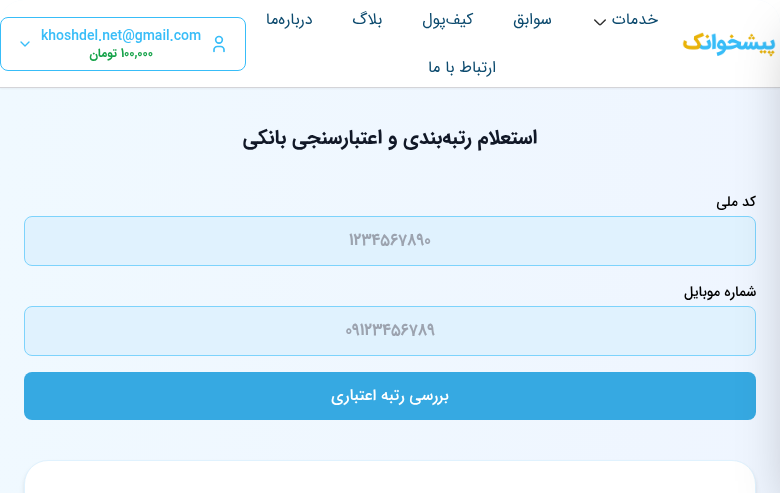 پیشخوانک
خدمات
سوابق
کیف‌پول
بلاگ
درباره‌ما
ارتباط با ما
khoshdel.net@gmail.com
۱۰۰,۰۰۰ تومان
استعلام رتبه‌بندی و اعتبارسنجی بانکی
کد ملی
۱۲۳۴۵۶۷۸۹۰
شماره موبایل
۰۹۱۲۳۴۵۶۷۸۹
بررسی رتبه اعتباری